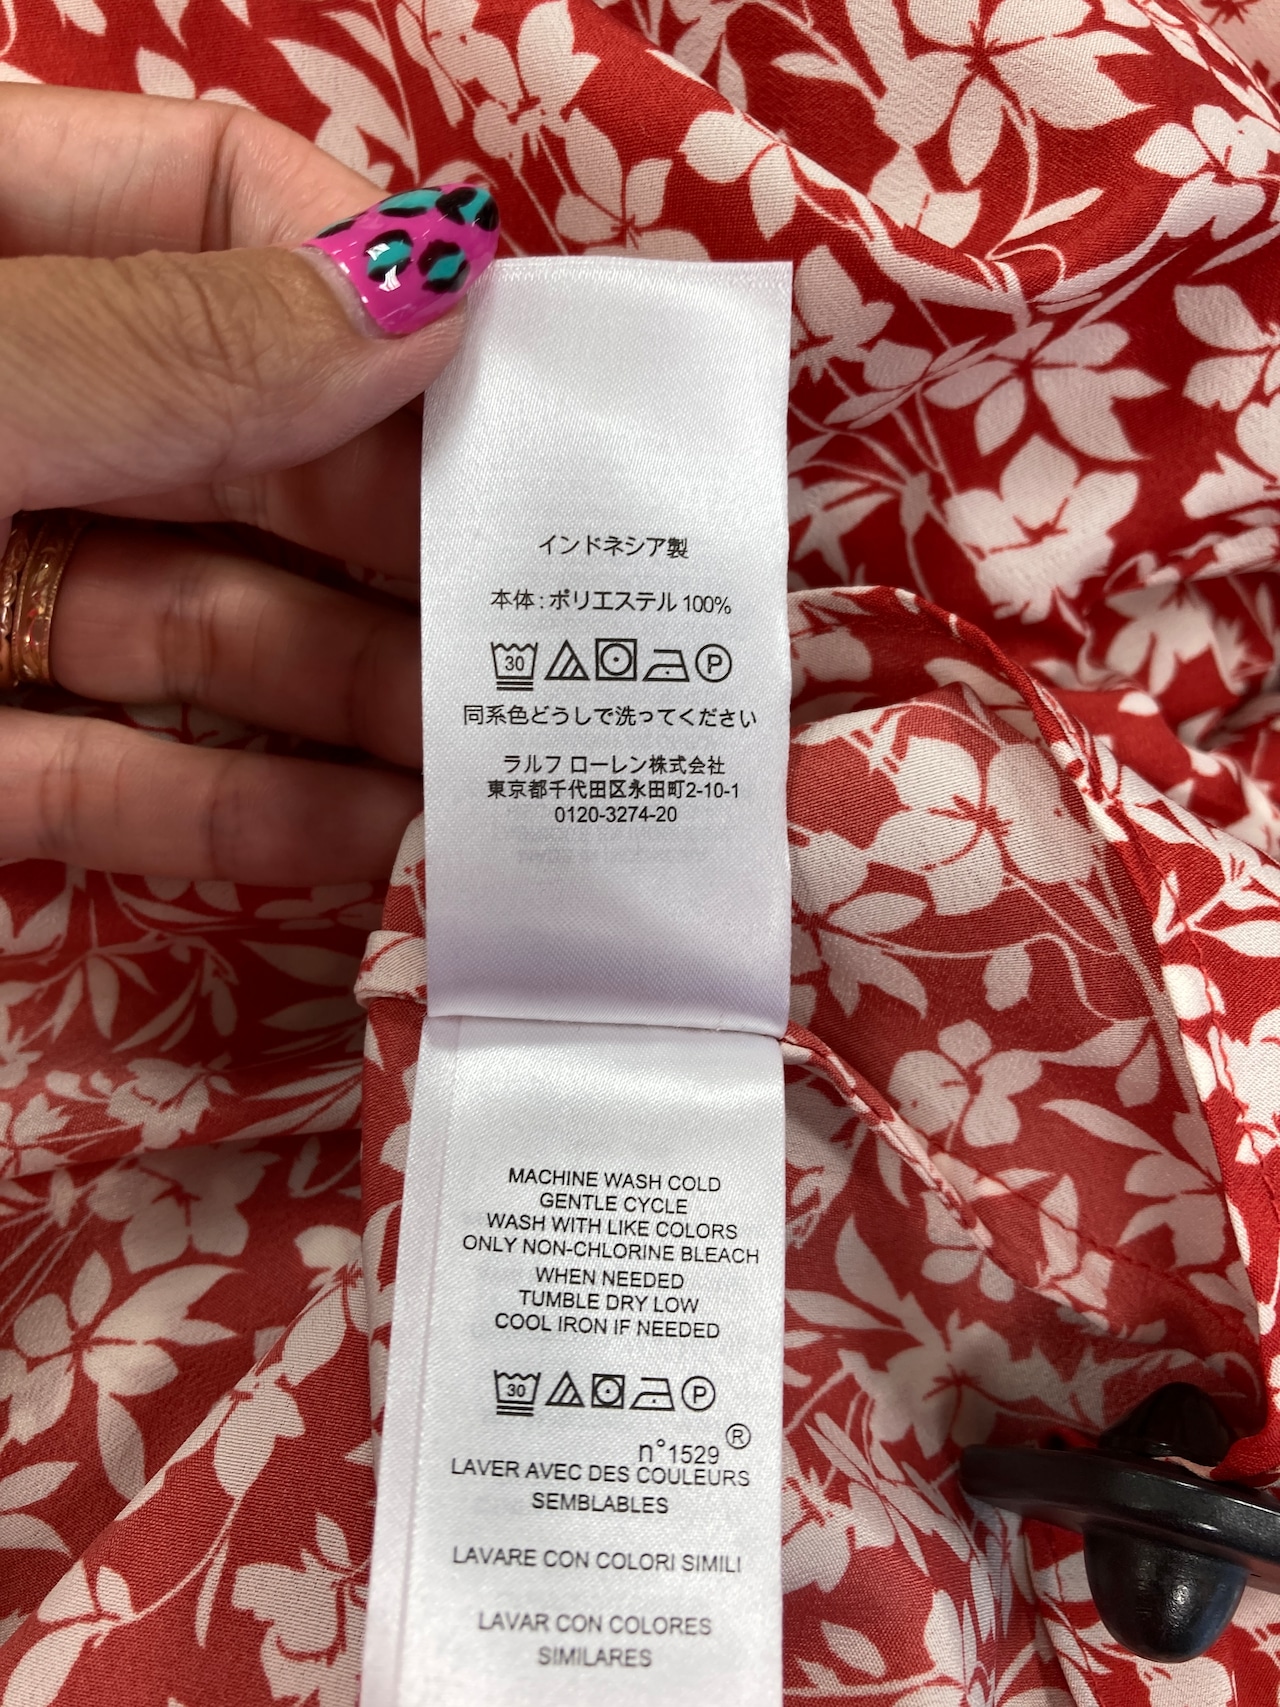 インドネシア製
本体:ポリエステル 100%
30 P
同系色どうしで洗ってください
ラルフ ローレン株式会社
東京都千代田区永田町2-10-1
0120-3274-20
MACHINE WASH COLD
GENTLE CYCLE
WASH WITH LIKE COLORS
ONLY NON-CHLORINE BLEACH
WHEN NEEDED
TUMBLE DRY LOW
COOL IRON IF NEEDED
30 P
n°1529 ®
LAVER AVEC DES COULEURS
SEMBLABLES
LAVARE CON COLORI SIMILI
LAVAR CON COLORES
SIMILARES